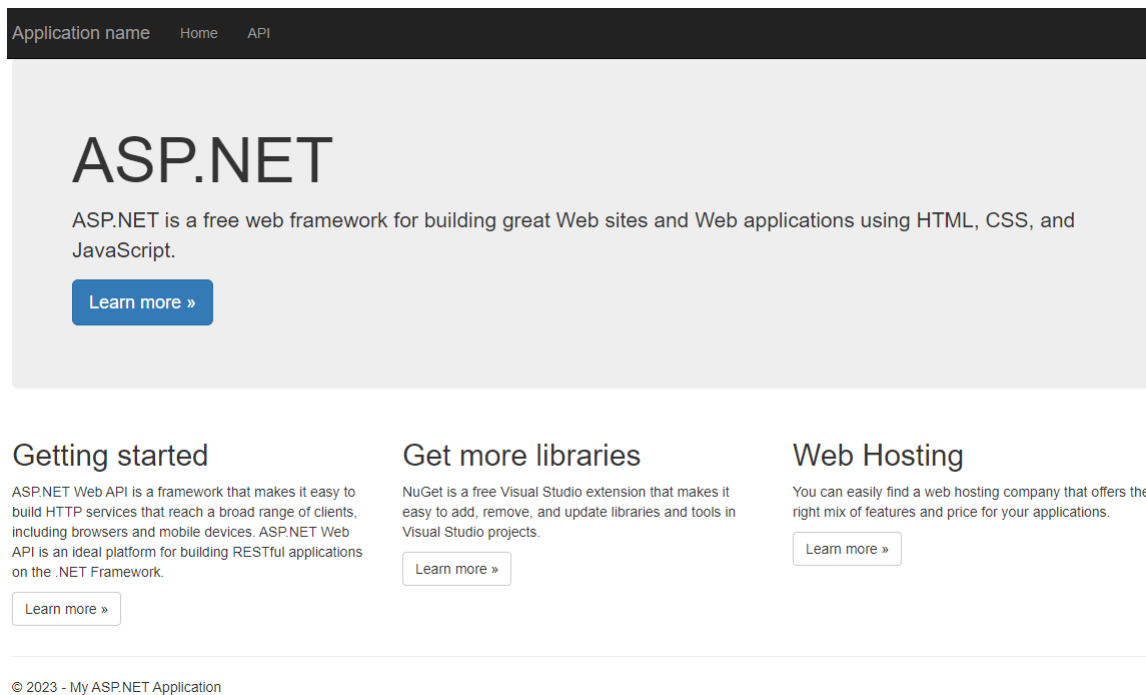 Application name Home API
ASP.NET
ASP.NET is a free web framework for building great Web sites and Web applications using HTML, CSS, and
JavaScript.
Learn more »
Getting started
ASP.NET Web API is a framework that makes it easy to
build HTTP services that reach a broad range of clients,
including browsers and mobile devices. ASP.NET Web
API is an ideal platform for building RESTful applications
on the .NET Framework.
Learn more »
Get more libraries
NuGet is a free Visual Studio extension that makes it
easy to add, remove, and update libraries and tools in
Visual Studio projects.
Learn more »
Web Hosting
You can easily find a web hosting company that offers the
right mix of features and price for your applications.
Learn more »
© 2023 - My ASP.NET Application